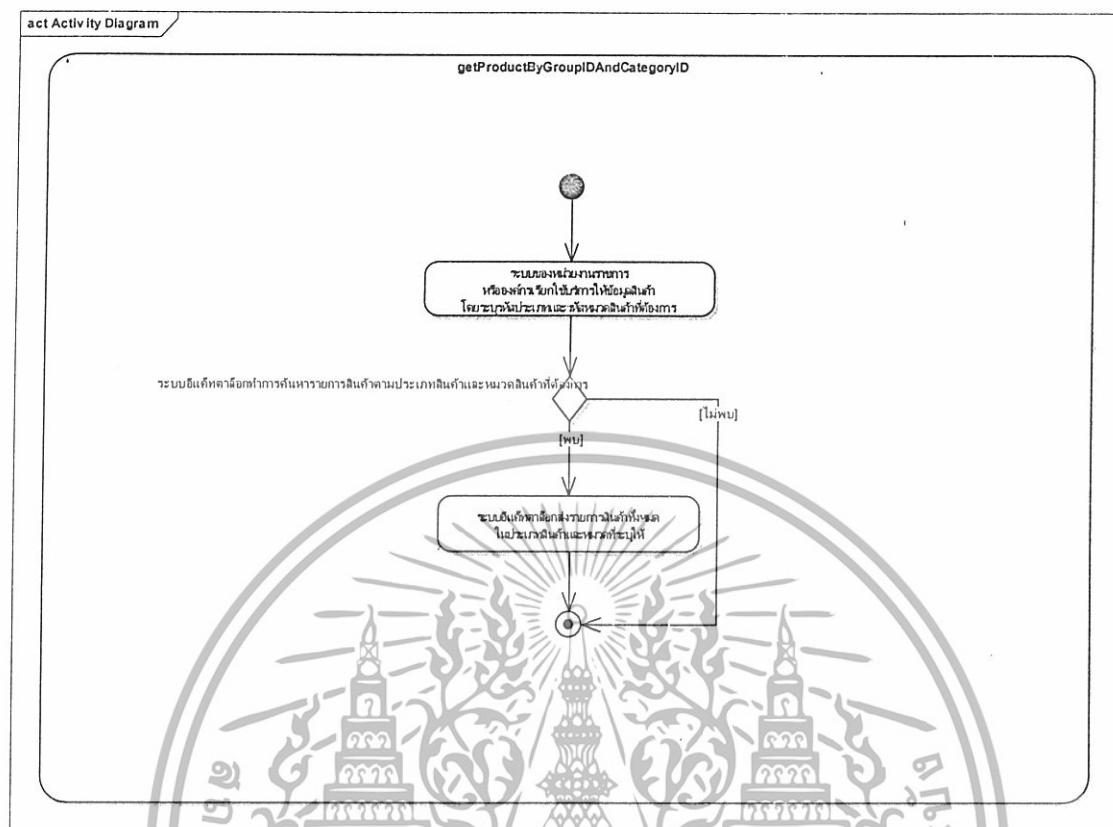 act Activity Diagram
getProductByGroupIDAndCategoryID
ระบบของหน่วยงานราชการ
หรือองค์กรเรียกใช้บริการให้ข้อมูลสินค้า
โดยระบุรหัสประเภทและรหัสหมวดสินค้าที่ต้องการ
ระบบอีแค็ทตาล็อกทำการค้นหารายการสินค้าตามประเภทสินค้าและหมวดสินค้าที่ต้องการ
[ไม่พบ]
[พบ]
ระบบอีแค็ทตาล็อกส่งรายการสินค้าทั้งหมด
ในประเภทสินค้าและหมวดที่ระบุให้